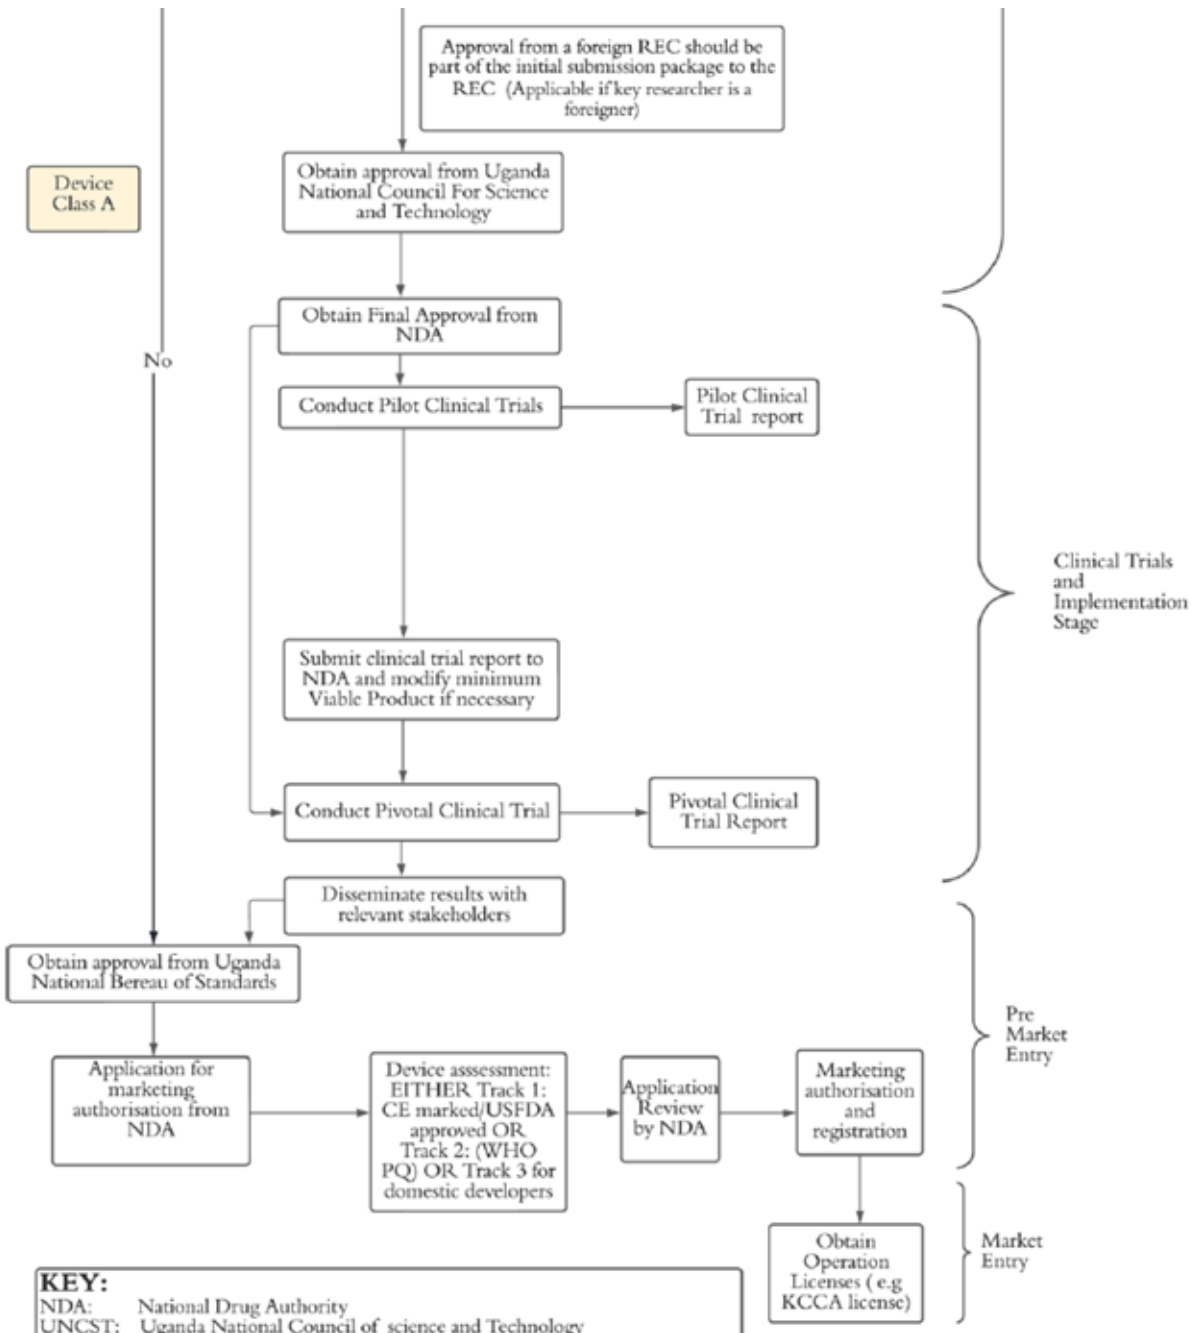 Approval from a foreign REC should be
part of the initial submission package to the
REC (Applicable if key researcher is a
foreigner)
Device
Class A
Obtain approval from Uganda
National Council For Science
and Technology
Obtain Final Approval from
NDA
No
Conduct Pilot Clinical Trials
Pilot Clinical
Trial report
Clinical Trials
and
Implementation
Stage
Submit clinical trial report to
NDA and modify minimum
Viable Product if necessary
Conduct Pivotal Clinical Trial
Pivotal Clinical
Trial Report
Disseminate results with
relevant stakeholders
Obtain approval from Uganda
National Bereau of Standards
Pre
Market
Entry
Application for
marketing
authorisation from
NDA
Device asssessment:
EITHER Track 1:
CE marked/USFDA
approved OR
Track 2: (WHO
PQ) OR Track 3 for
domestic developers
Application
Review
by NDA
Marketing
authorisation
and
registration
Obtain
Operation
Licenses ( e.g
KCCA license)
Market
Entry
KEY:
NDA: National Drug Authority
UNCST: Uganda National Council of science and Technology